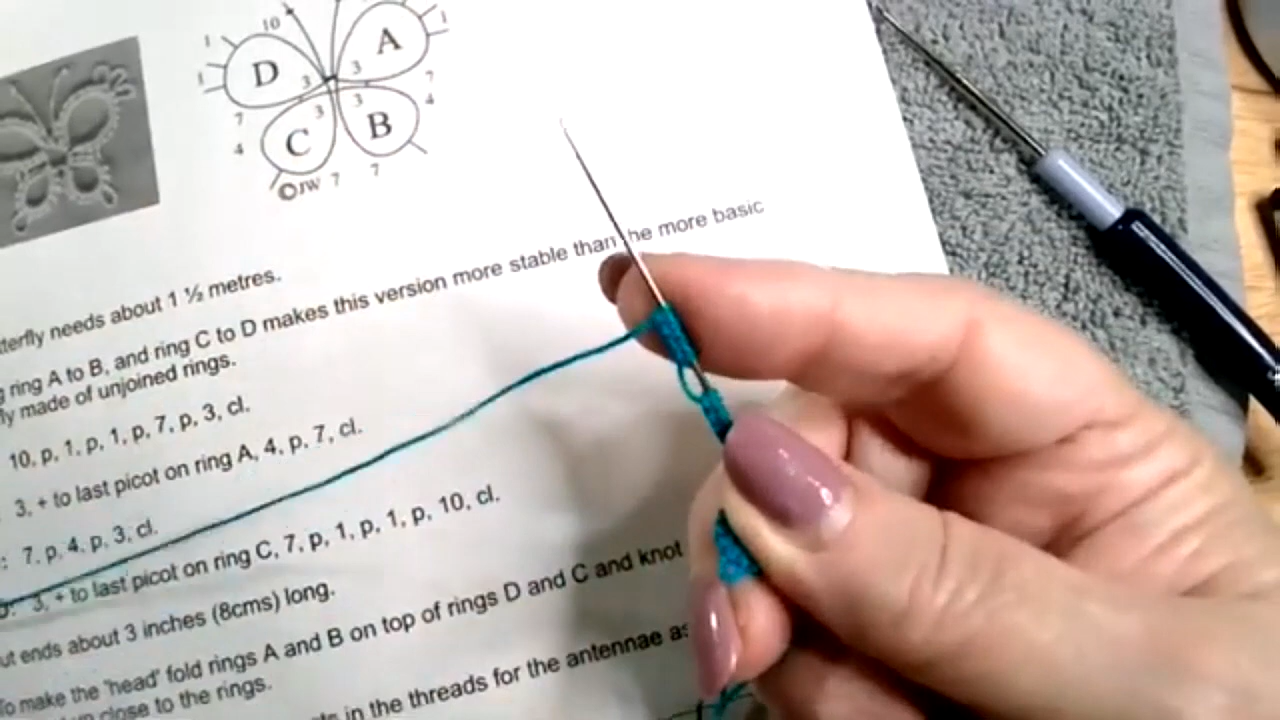 10
1
A
1
D
3
3
1
7
3
3
7
4
B
4
C
©JW 7
7
needs about 1 ½ metres.
ring A to B, and ring C to D makes this version more stable than the more basic
made of unjoined rings.
10, p, 1, p, 1, p, 7, p, 3, cl.
3, + to last picot on ring A, 4, p, 7, cl.
: 7, p, 4, p, 3, cl.
3, + to last picot on ring C, 7, p, 1, p, 1, p, 10, cl.
ends about 3 inches (8cms) long.
To make the 'head' fold rings A and B on top of rings D and C and knot
close to the rings.
in the threads for the antennae as